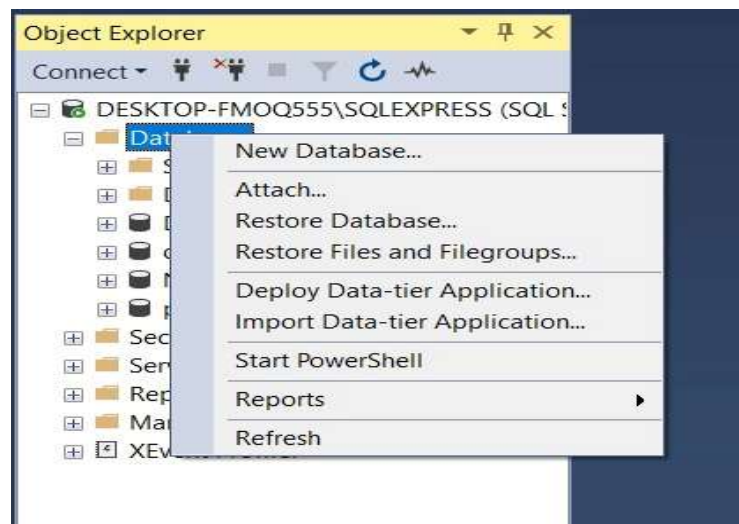 Object Explorer
Connect
DESKTOP-FMOQ555\SQLEXPRESS (SQL
New Database...
Attach...
Restore Database...
Restore Files and Filegroups...
Deploy Data-tier Application...
Import Data-tier Application...
Start PowerShell
Reports
Refresh